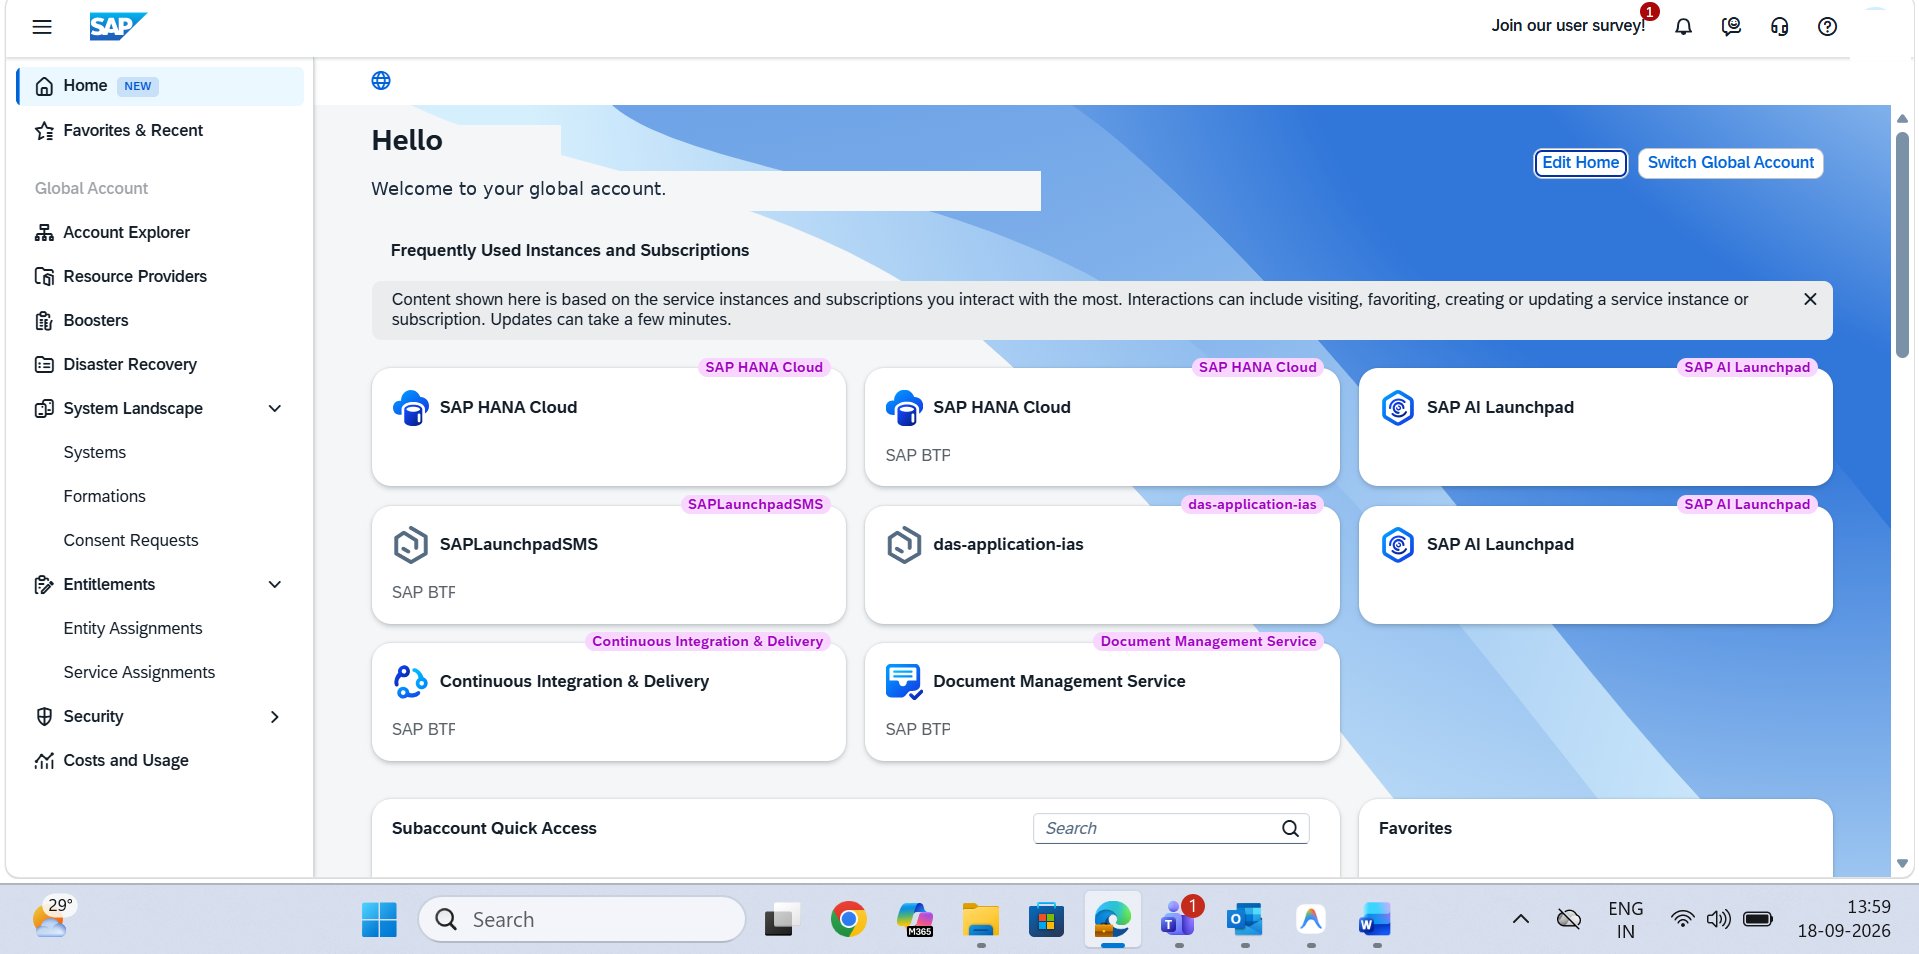 SAP
Join our user survey!
1
Home NEW
Favorites & Recent
Global Account
Account Explorer
Resource Providers
Boosters
Disaster Recovery
System Landscape
Systems
Formations
Consent Requests
Entitlements
Entity Assignments
Service Assignments
Security
Costs and Usage
Hello
Welcome to your global account.
Edit Home
Switch Global Account
Frequently Used Instances and Subscriptions
Content shown here is based on the service instances and subscriptions you interact with the most. Interactions can include visiting, favoriting, creating or updating a service instance or
subscription. Updates can take a few minutes.
SAP HANA Cloud
SAP HANA Cloud
SAP HANA Cloud
SAP HANA Cloud
SAP BTP
SAP AI Launchpad
SAP AI Launchpad
SAPLaunchpadSMS
SAPLaunchpadSMS
SAP BTP
das-application-ias
das-application-ias
SAP AI Launchpad
SAP AI Launchpad
Continuous Integration & Delivery
Continuous Integration & Delivery
SAP BTP
Document Management Service
Document Management Service
SAP BTP
Subaccount Quick Access
Search
Favorites
29°
Search
M365
1
ENG
IN
13:59
18-09-2026